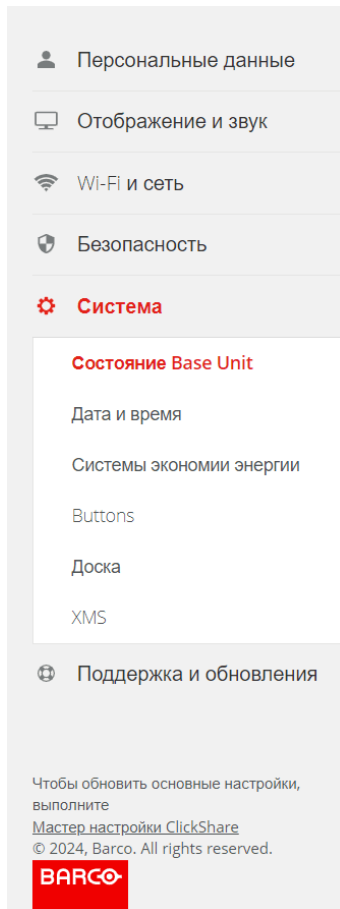 Персональные данные
Отображение и звук
Wi-Fi и сеть
Безопасность
Система
Состояние Base Unit
Дата и время
Системы экономии энергии
Buttons
Доска
XMS
Поддержка и обновления
Чтобы обновить основные настройки,
выполните
Мастер настройки ClickShare
© 2024, Barco. All rights reserved.
BARCO